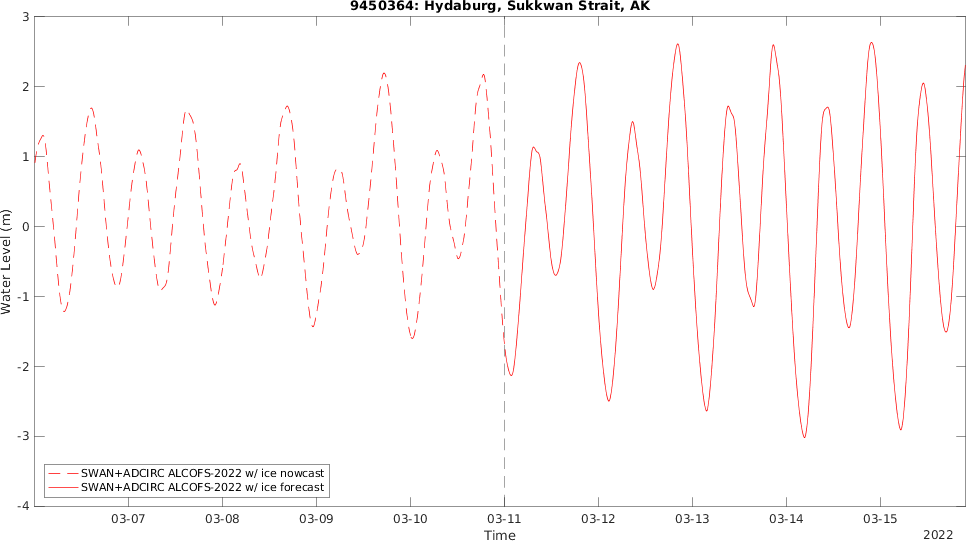 9450364: Hydaburg, Sukkwan Strait, AK
3
2
1
0
-1
-2
-3
-4
Water Level (m)
SWAN+ADCIRC ALCOFS-2022 w/ ice nowcast
SWAN+ADCIRC ALCOFS-2022 w/ ice forecast
03-07 03-08 03-09 03-10 03-11 03-12 03-13 03-14 03-15
Time
2022